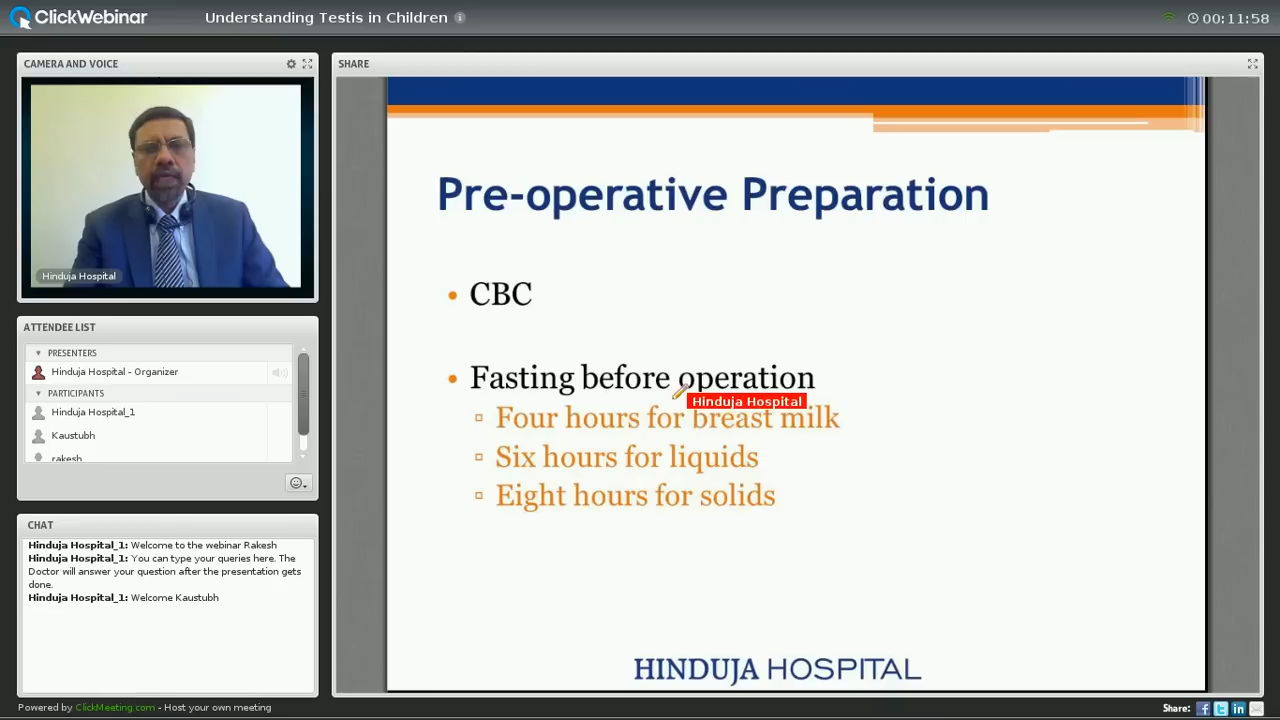 ClickWebinar
Understanding Testis in Children
00:11:58
CAMERA AND VOICE
Hinduja Hospital
ATTENDEE LIST
PRESENTERS
Hinduja Hospital - Organizer
PARTICIPANTS
Hinduja Hospital_1
Kaustubh
rakesh
CHAT
Hinduja Hospital_1: Welcome to the webinar Rakesh
Hinduja Hospital_1: You can type your queries here. The
Doctor will answer your question after the presentation gets
done.
Hinduja Hospital_1: Welcome Kaustubh
SHARE
Pre-operative Preparation
CBC
Fasting before operation
Hinduja Hospital
Four hours for breast milk
Six hours for liquids
Eight hours for solids
HINDUJA HOSPITAL
Powered by ClickMeeting.com - Host your own meeting
Share: